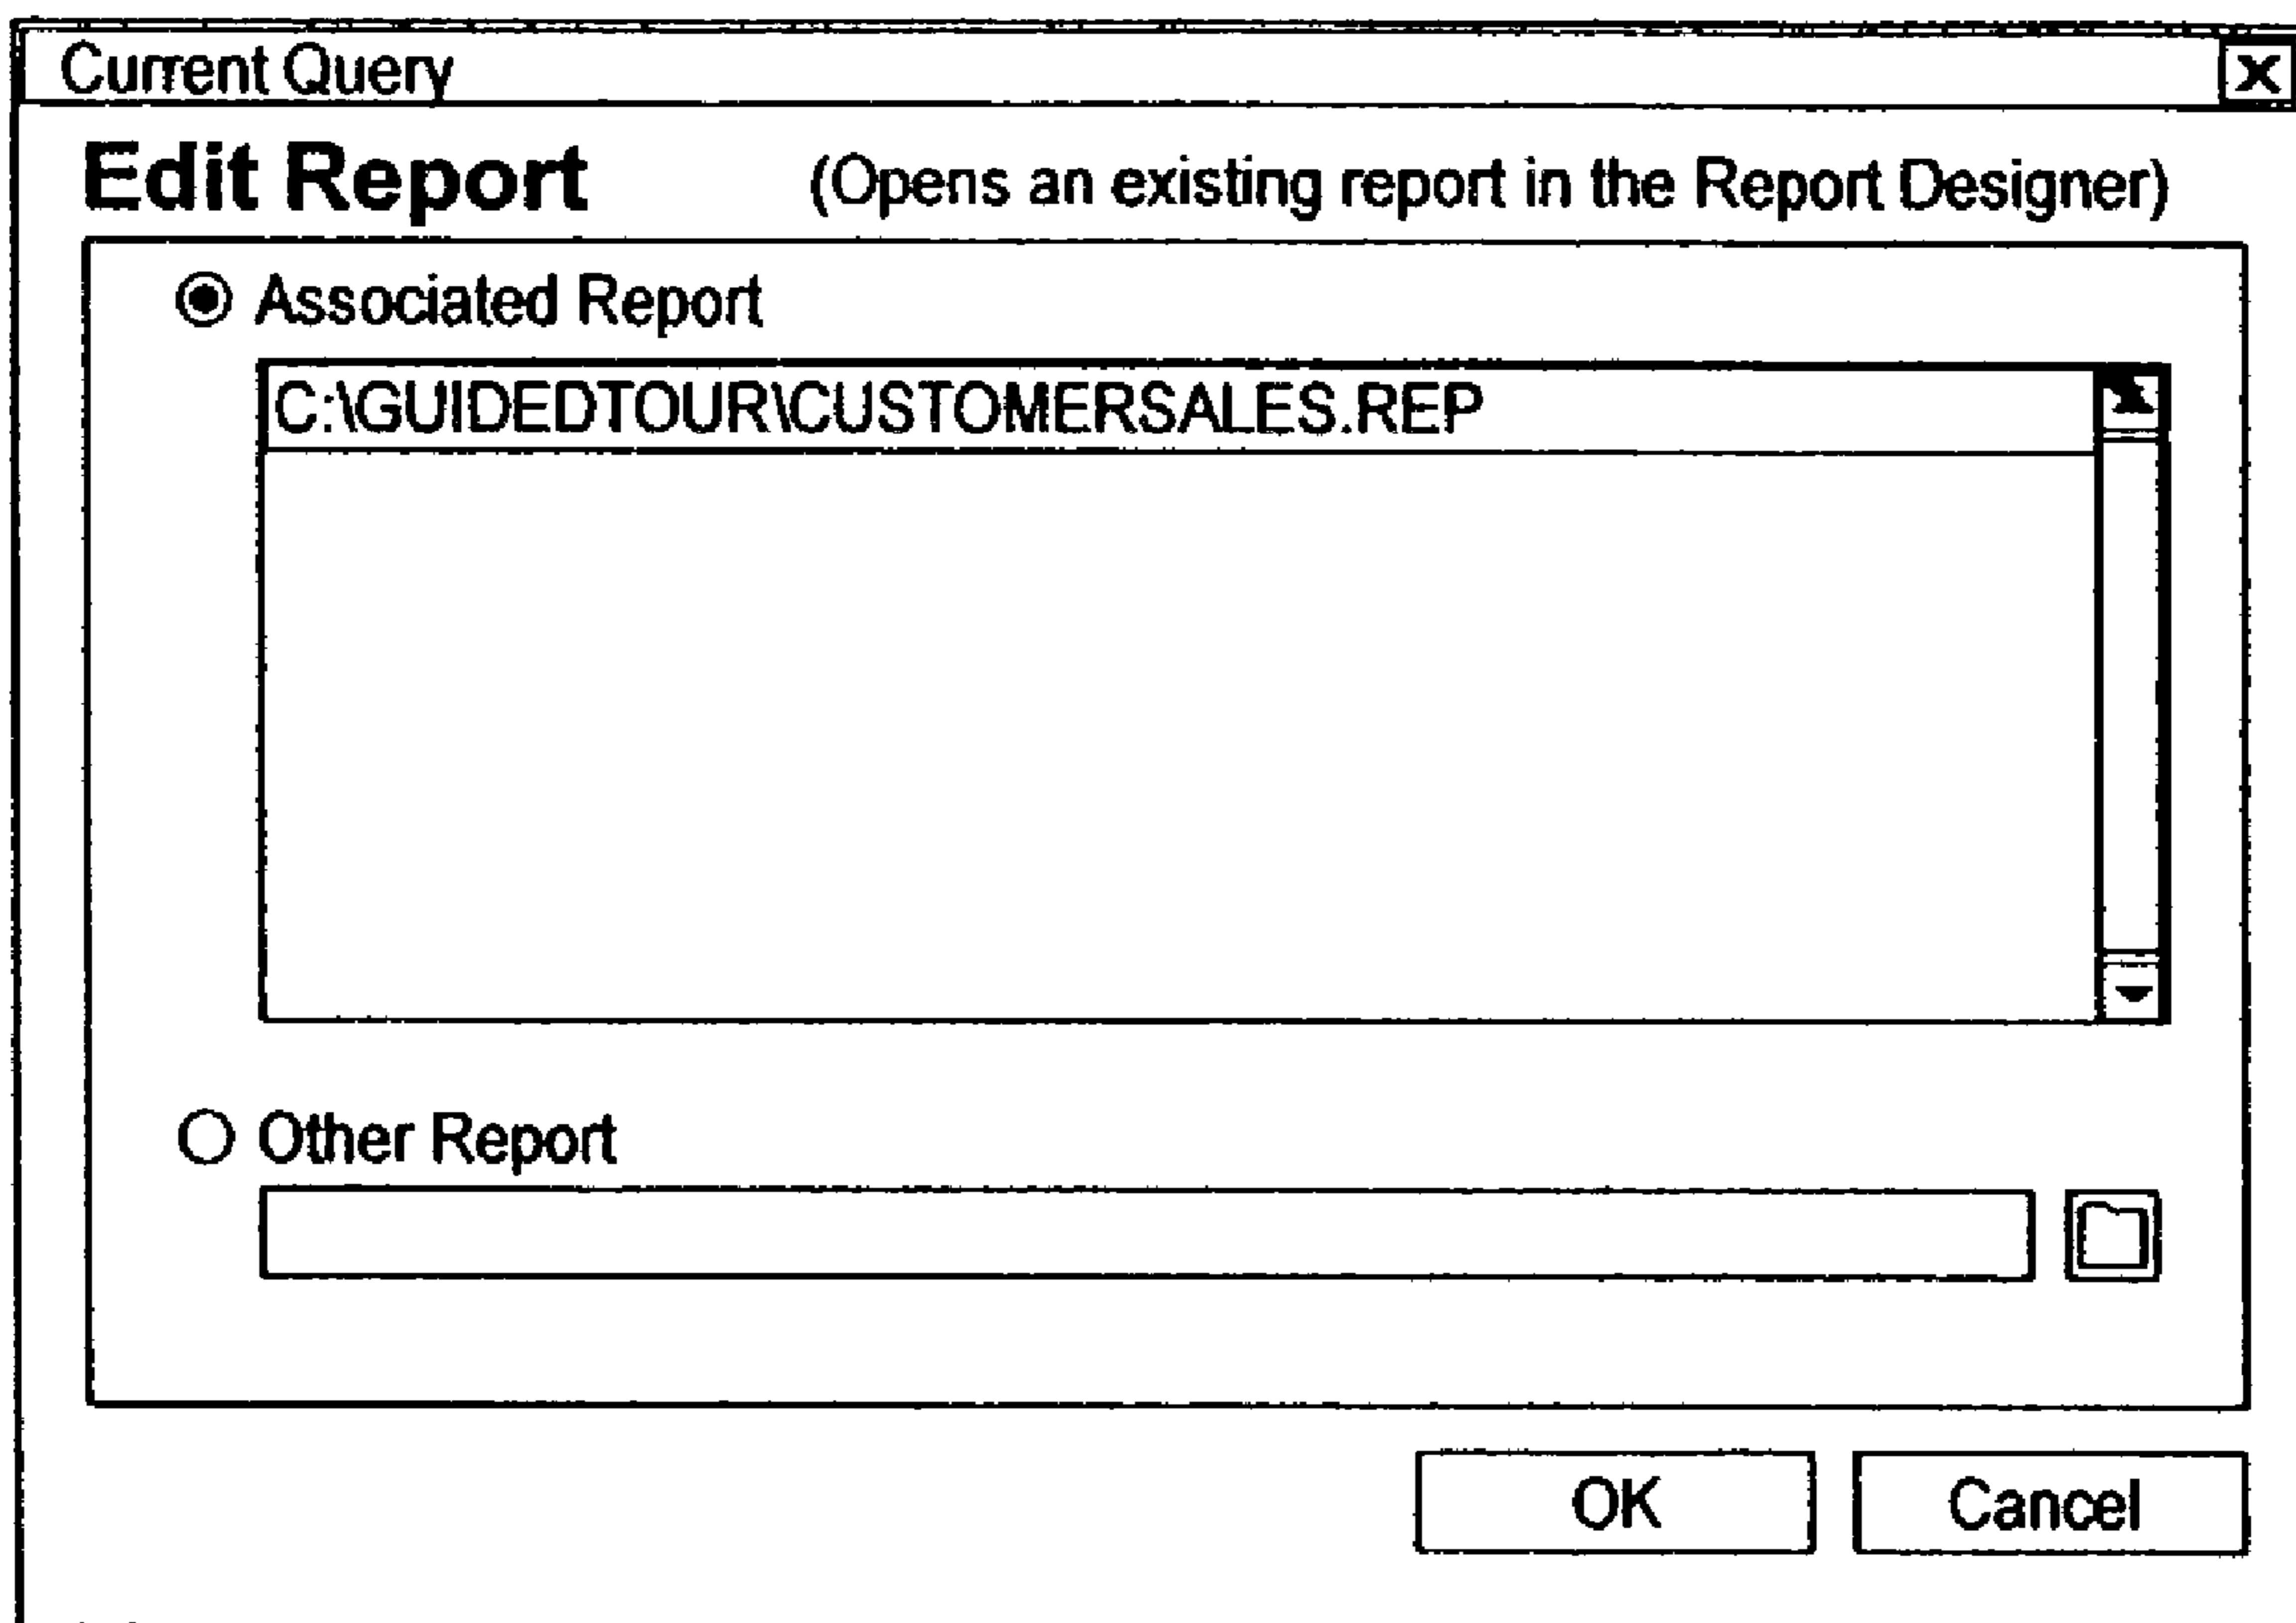 Current Query
Edit Report (Opens an existing report in the Report Designer)
Associated Report
C:\GUIDEDTOUR\CUSTOMERSALES.REP
Other Report
OK Cancel